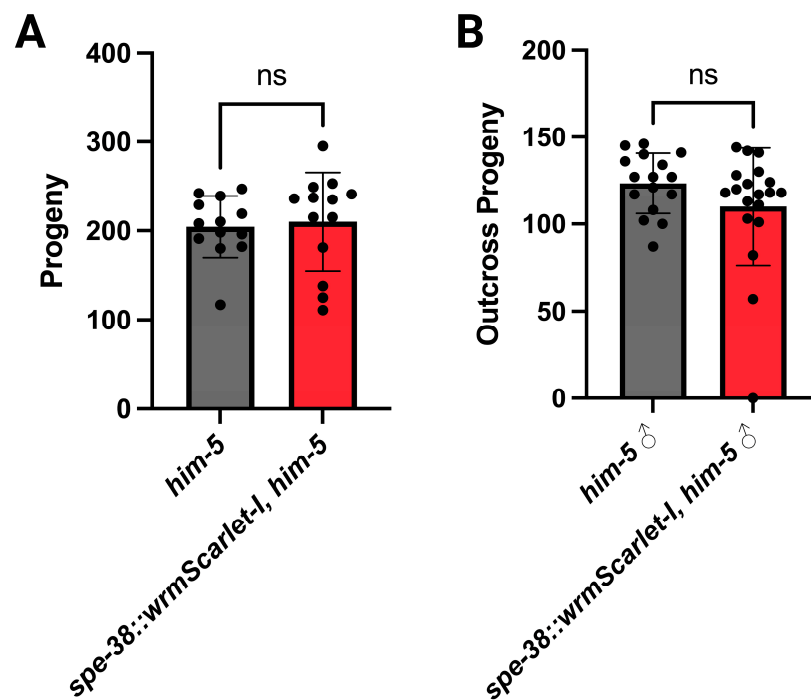 A
Progeny
400
300
200
100
0
ns
him-5
spe-38::wrmScarlet-I, him-5
B
Outcross Progeny
200
150
100
50
0
ns
him-5 ♂
spe-38::wrmScarlet-I, him-5 ♂